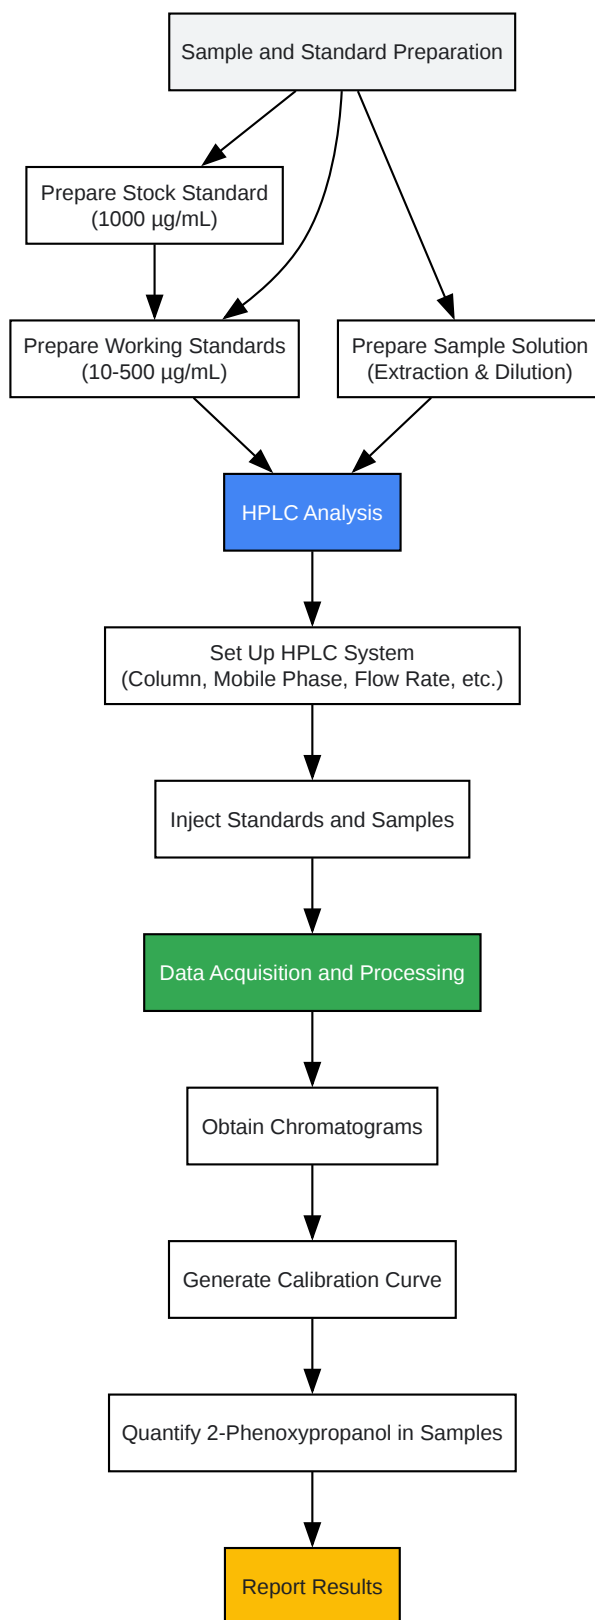 Sample and Standard Preparation
Prepare Stock Standard
(1000 µg/mL)
Prepare Working Standards
(10-500 µg/mL)
Prepare Sample Solution
(Extraction & Dilution)
HPLC Analysis
Set Up HPLC System
(Column, Mobile Phase, Flow Rate, etc.)
Inject Standards and Samples
Data Acquisition and Processing
Obtain Chromatograms
Generate Calibration Curve
Quantify 2-Phenoxypropanol in Samples
Report Results